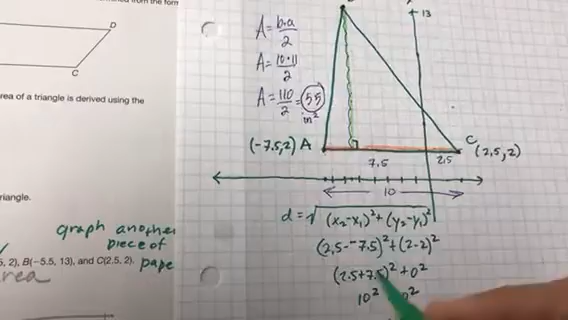 D
C
rea of a triangle is derived using the
riangle.
graph another
piece of
5, 2), B(-5.5, 13), and C(2.5, 2).
pape
rea
13
A = b·a/2
A = 10·11/2
A = 110/2 = 55
in²
(-7.5,2) A
C
(2.5,2)
7.5
2.5
10
d = √(x₂-x₁)²+(y₂-y₁)²
(2.5--7.5)²+(2-2)²
(2.5+7.5)²+0²
10² 0²